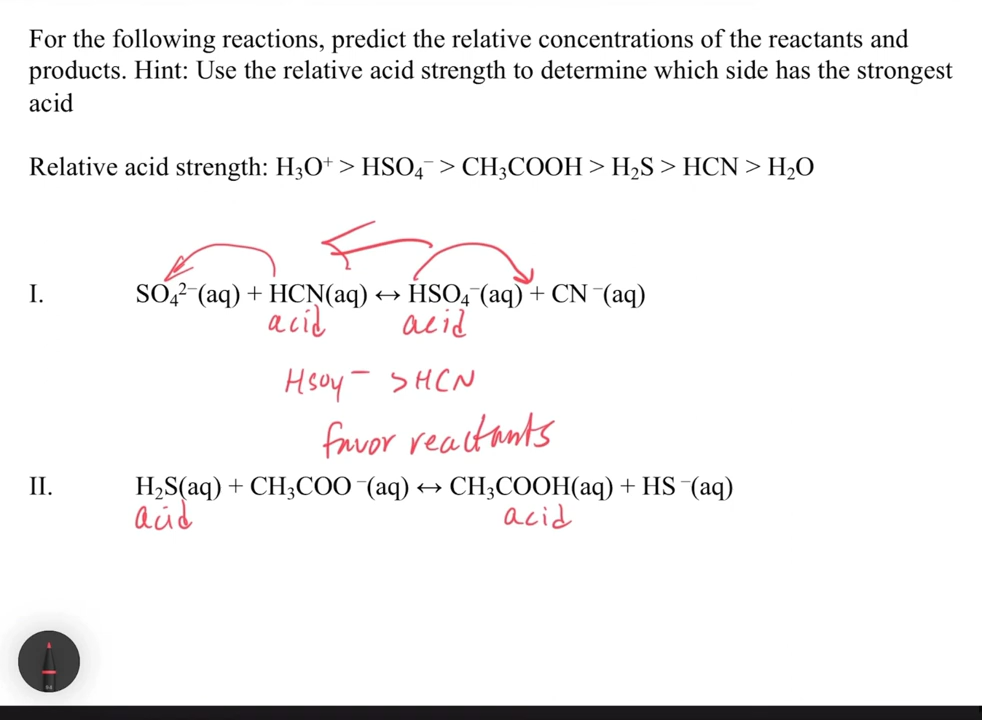 For the following reactions, predict the relative concentrations of the reactants and
products. Hint: Use the relative acid strength to determine which side has the strongest
acid
Relative acid strength: H₃O⁺ > HSO₄⁻ > CH₃COOH > H₂S > HCN > H₂O
I. SO₄²⁻(aq) + HCN(aq) ↔ HSO₄⁻(aq) + CN⁻(aq)
acid acid
HSO4⁻ > HCN
favor reactants
II. H₂S(aq) + CH₃COO⁻(aq) ↔ CH₃COOH(aq) + HS⁻(aq)
acid acid